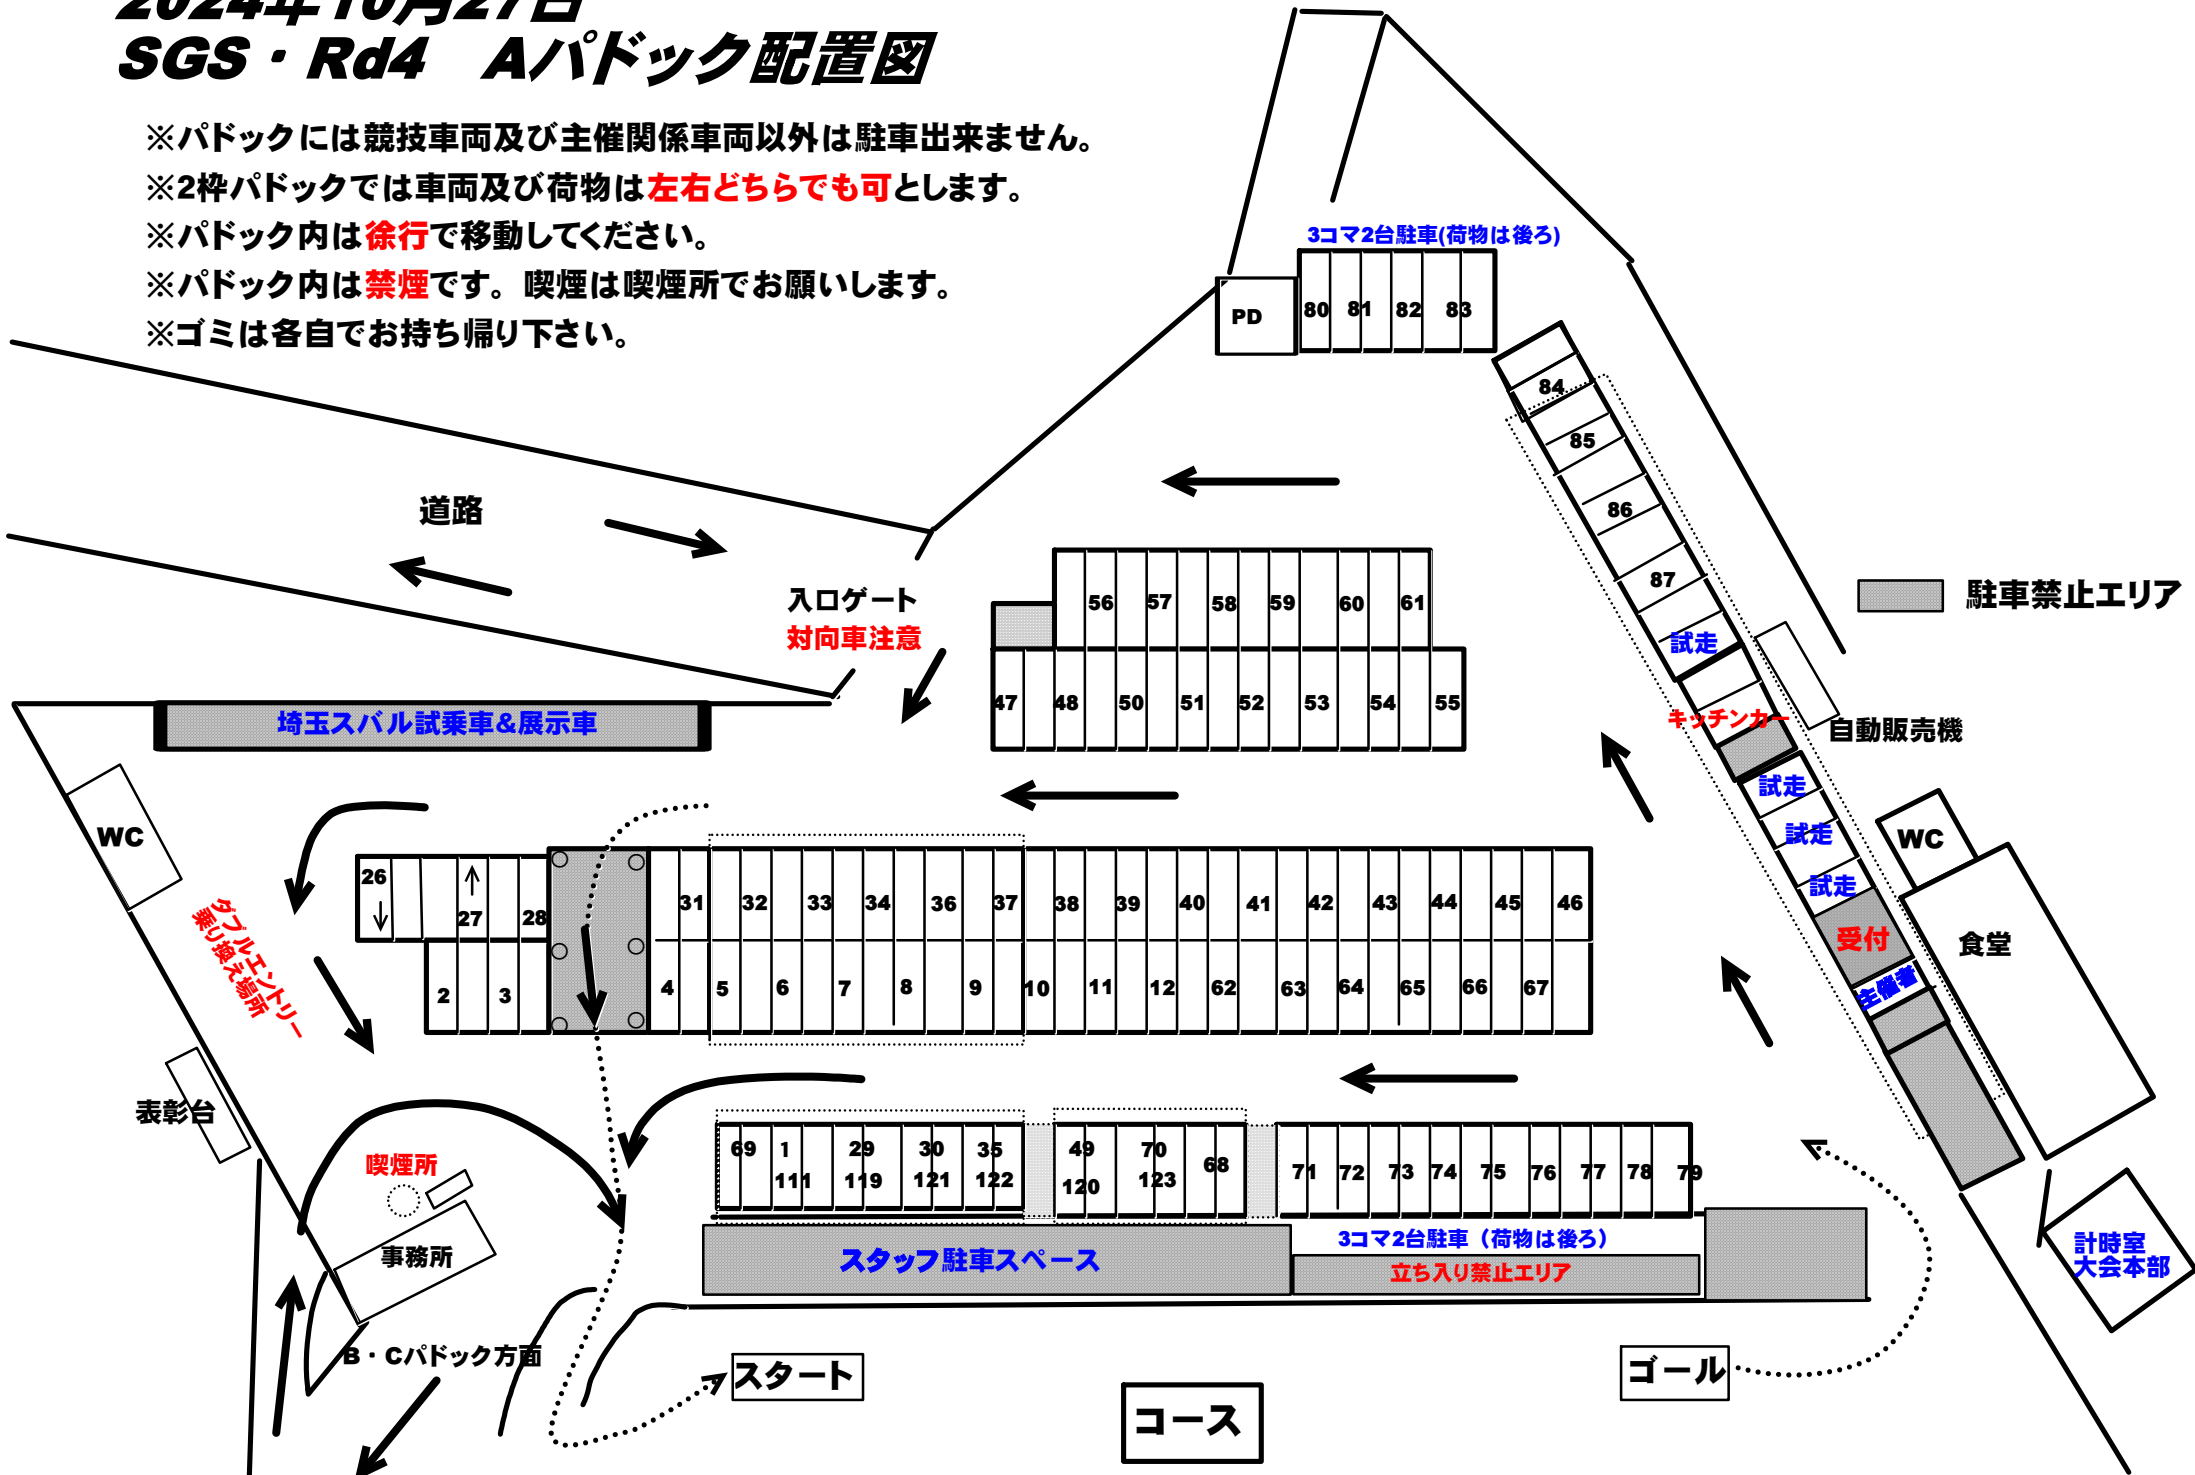 2024年10月27日
SGS・Rd4　Aパドック配置図
※パドックには競技車両及び主催関係車両以外は駐車出来ません。
※2枠パドックでは車両及び荷物は左右どちらでも可とします。
※パドック内は徐行で移動してください。
※パドック内は禁煙です。喫煙は喫煙所でお願いします。
※ゴミは各自でお持ち帰り下さい。
3コマ2台駐車(荷物は後ろ)
PD
80 81 82 83
84
85
86
87
試走
道路
入口ゲート
対向車注意
駐車禁止エリア
56 57 58 59 60 61
47 48 50 51 52 53 54 55
キッチンカー
自動販売機
埼玉スバル試乗車&展示車
試走
試走
試走
WC
WC
受付
主催者
食堂
26 27 28
31 32 33 34 36 37 38 39 40 41 42 43 44 45 46
2 3 4 5 6 7 8 9 10 11 12 62 63 64 65 66 67
ダブルエントリー
乗り換え場所
表彰台
喫煙所
事務所
69 1 29 30 35 49 70 68
111 119 121 122 120 123
71 72 73 74 75 76 77 78 79
スタッフ駐車スペース
3コマ2台駐車（荷物は後ろ）
立ち入り禁止エリア
計時室
大会本部
B・Cパドック方面
スタート
ゴール
コース